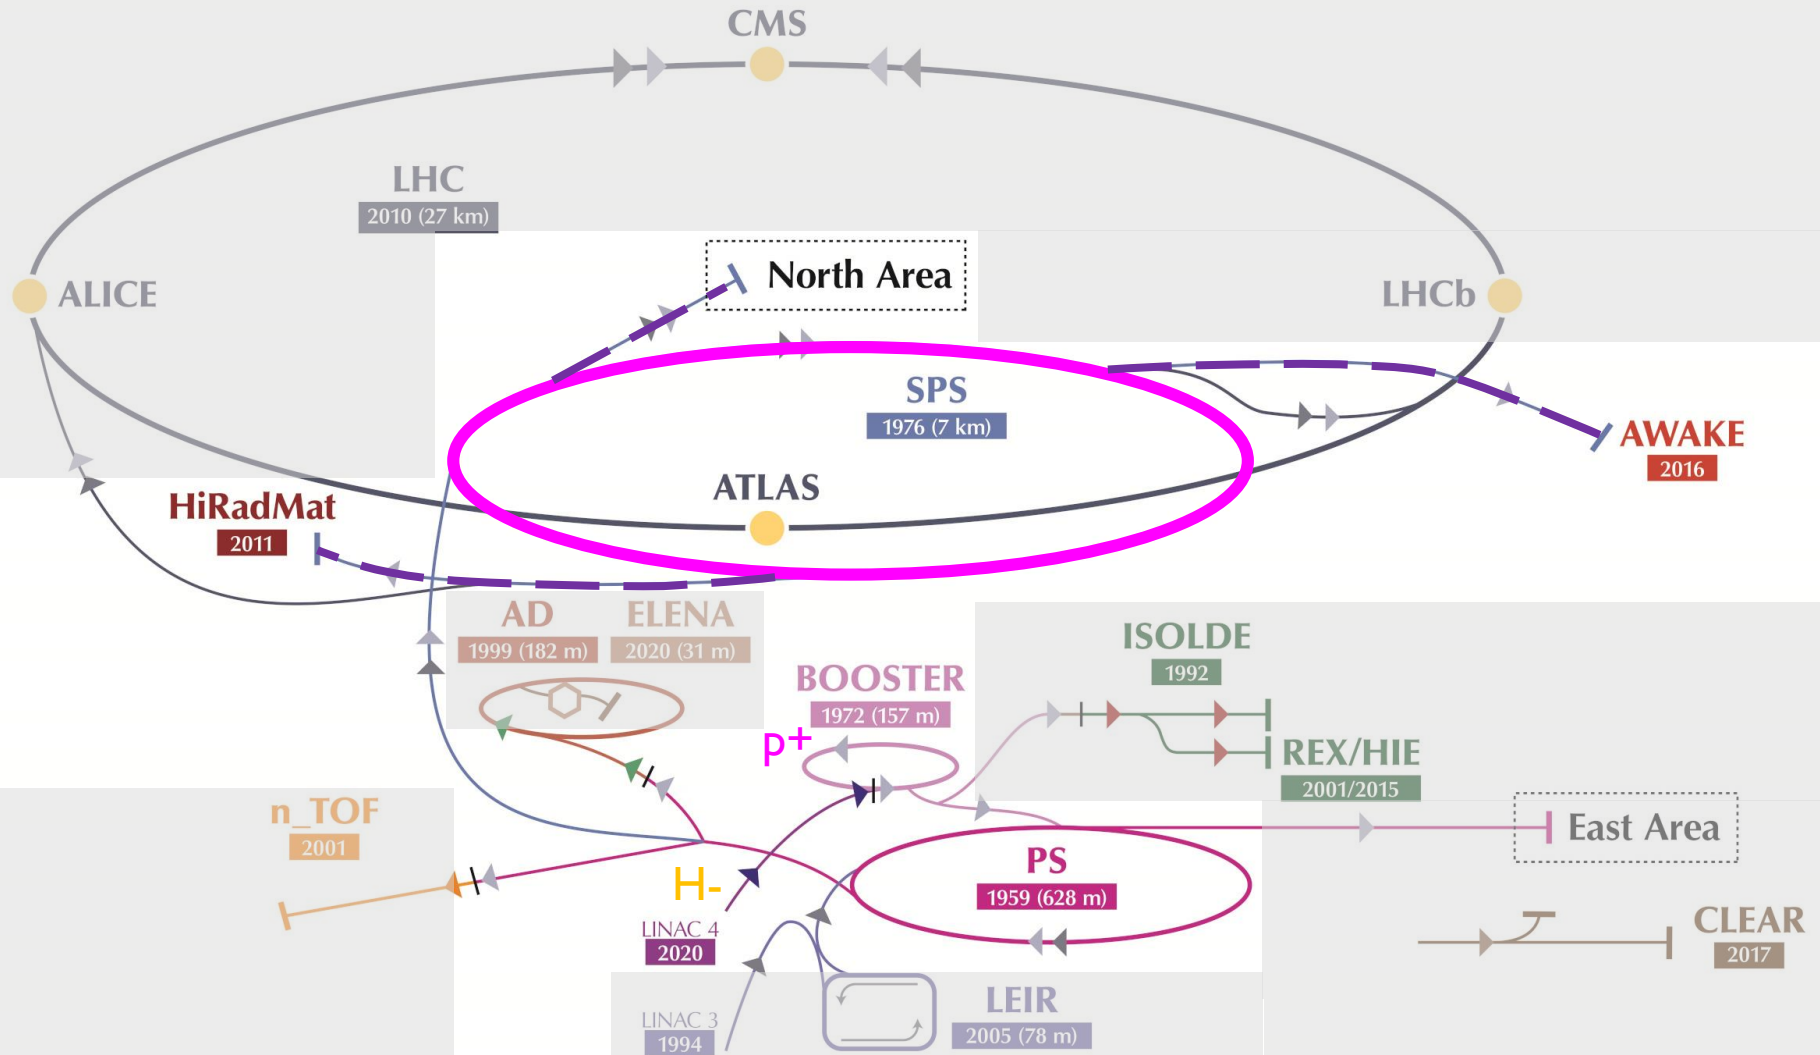 CMS
LHC
2010 (27 km)
North Area
ALICE
LHCb
SPS
1976 (7 km)
AWAKE
2016
ATLAS
HiRadMat
2011
AD
1999 (182 m)
ELENA
2020 (31 m)
ISOLDE
1992
BOOSTER
1972 (157 m)
p+
REX/HIE
2001/2015
n_TOF
2001
East Area
PS
1959 (628 m)
H-
LINAC 4
2020
CLEAR
2017
LEIR
2005 (78 m)
LINAC 3
1994